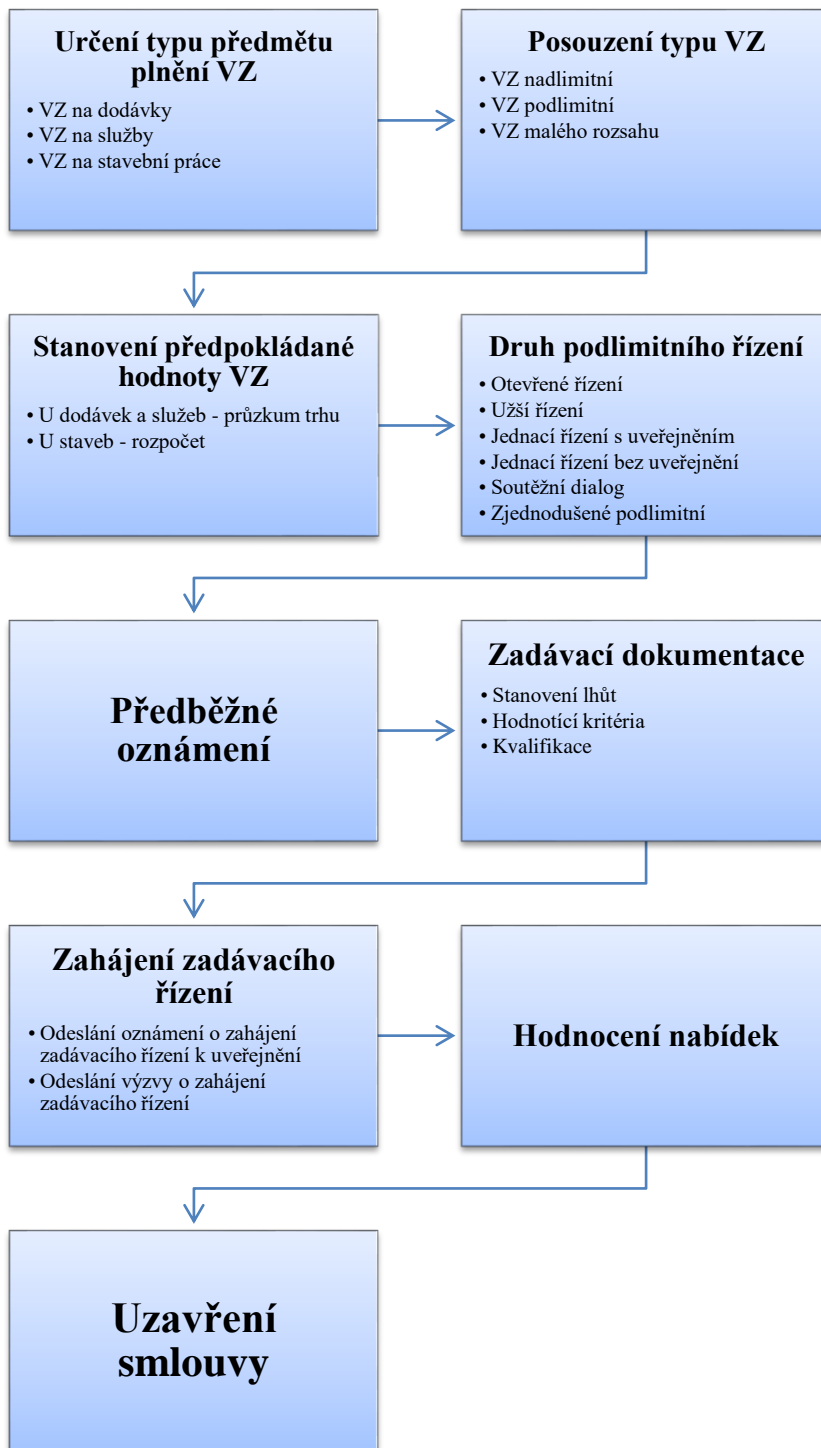 Určení typu předmětu
plnění VZ
• VZ na dodávky
• VZ na služby
• VZ na stavební práce
Posouzení typu VZ
• VZ nadlimitní
• VZ podlimitní
• VZ malého rozsahu
Stanovení předpokládané
hodnoty VZ
• U dodávek a služeb - průzkum trhu
• U staveb - rozpočet
Druh podlimitního řízení
• Otevřené řízení
• Užší řízení
• Jednací řízení s uveřejněním
• Jednací řízení bez uveřejnění
• Soutěžní dialog
• Zjednodušené podlimitní
Předběžné
oznámení
Zadávací dokumentace
• Stanovení lhůt
• Hodnotící kritéria
• Kvalifikace
Zahájení zadávacího
řízení
• Odeslání oznámení o zahájení
zadávacího řízení k uveřejnění
• Odeslání výzvy o zahájení
zadávacího řízení
Hodnocení nabídek
Uzavření
smlouvy